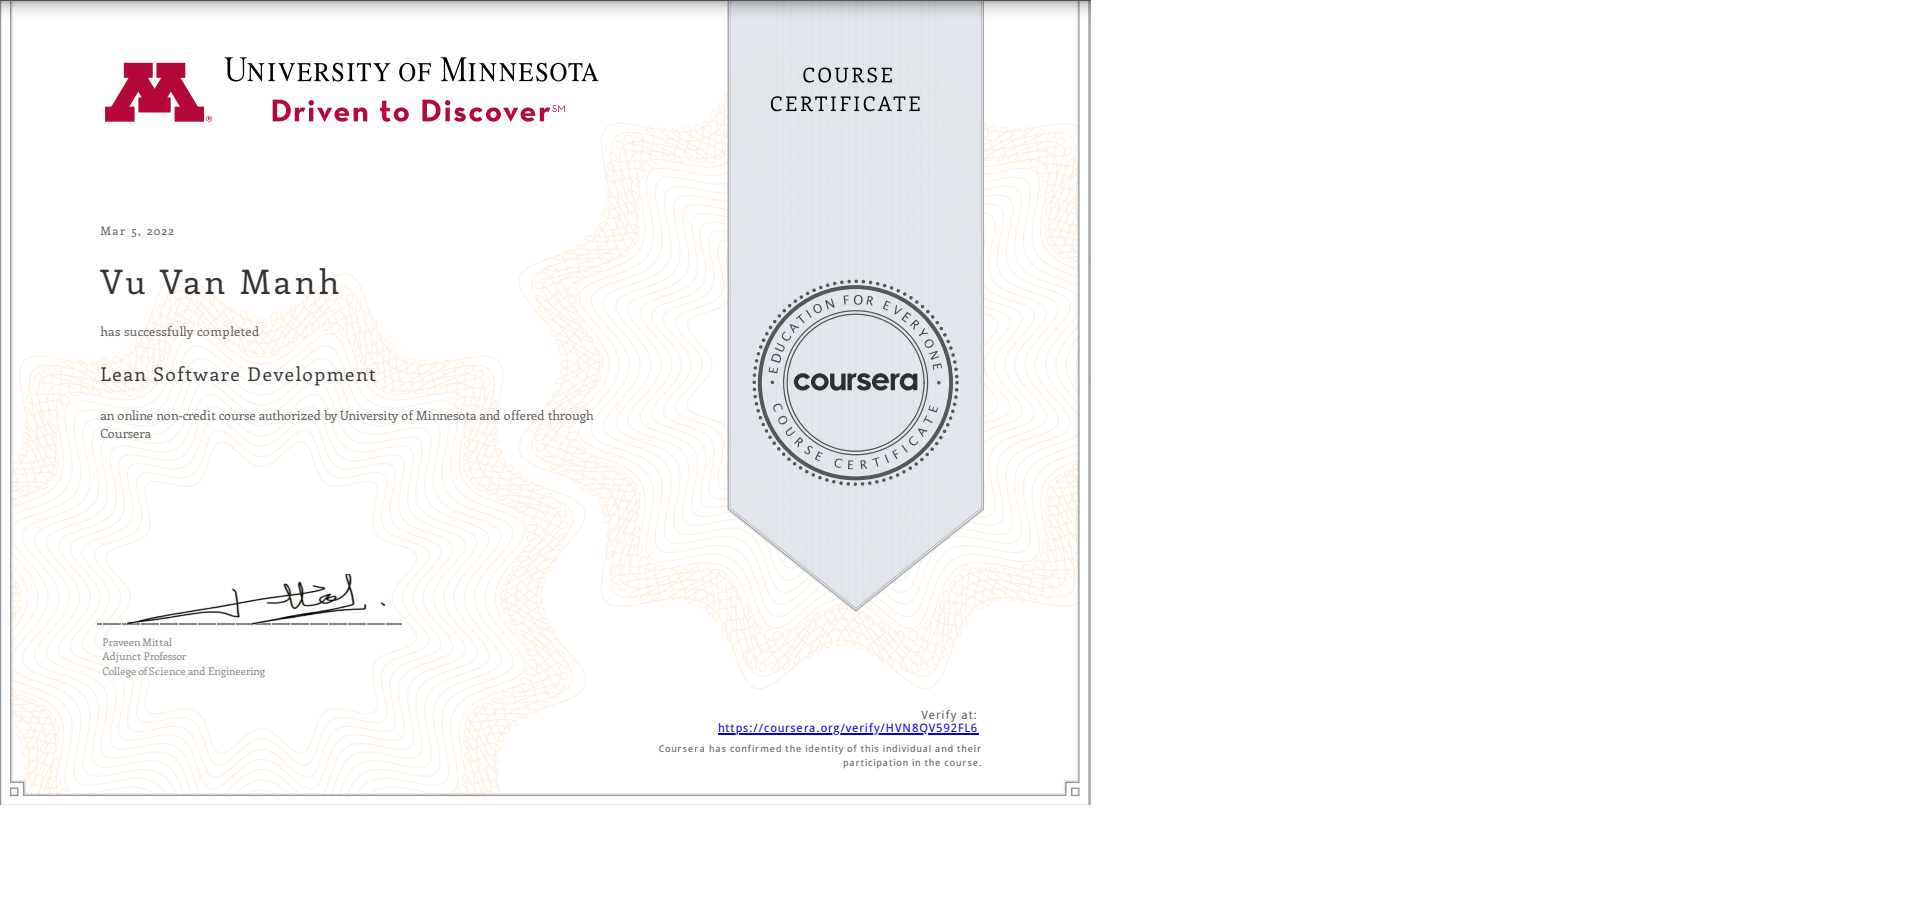 UNIVERSITY OF MINNESOTA
Driven to Discover℠
®
COURSE
CERTIFICATE
Mar 5, 2022
Vu Van Manh
has successfully completed
Lean Software Development
an online non-credit course authorized by University of Minnesota and offered through
Coursera
• EDUCATION FOR EVERYONE •
coursera
COURSE CERTIFICATE
Praveen Mittal
Adjunct Professor
College of Science and Engineering
Verify at:
https://coursera.org/verify/HVN8QV592FL6
Coursera has confirmed the identity of this individual and their
participation in the course.